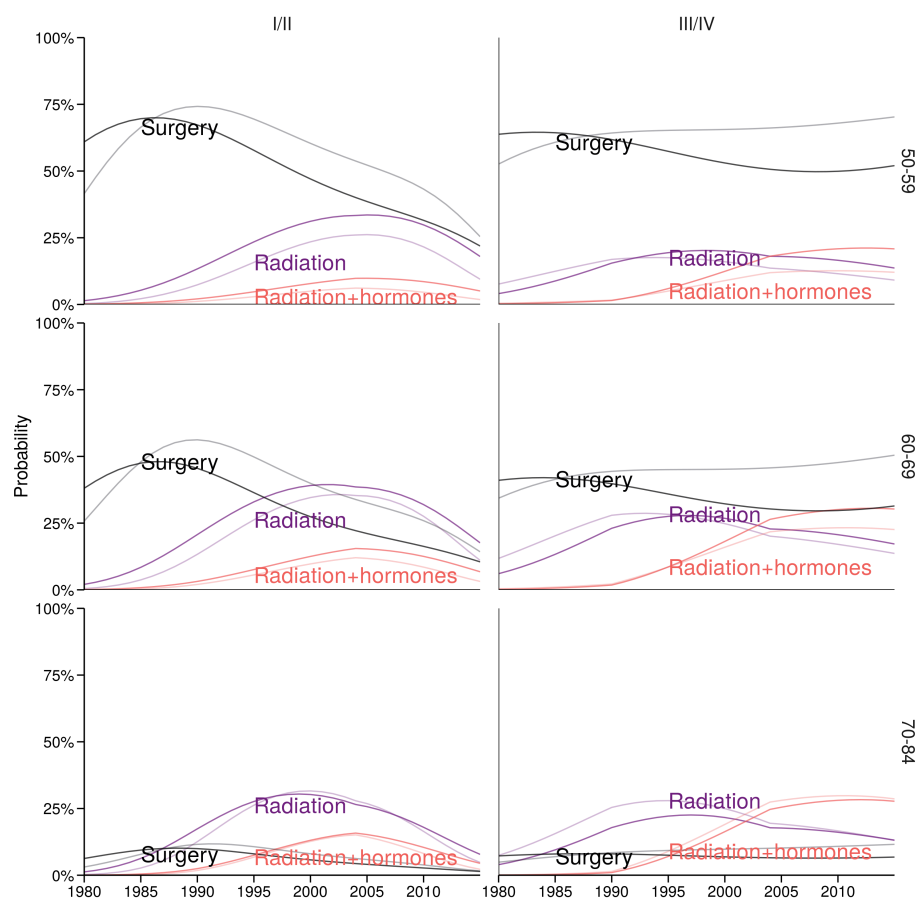 I/II
III/IV
100%
75%
50%
25%
0%
Surgery
Radiation
Radiation+hormones
Surgery
Radiation
Radiation+hormones
50-59
Probability
100%
75%
50%
25%
0%
Surgery
Radiation
Radiation+hormones
Surgery
Radiation
Radiation+hormones
60-69
100%
75%
50%
25%
0%
Surgery
Radiation
Radiation+hormones
Surgery
Radiation
Radiation+hormones
70-84
1980 1985 1990 1995 2000 2005 2010
1980 1985 1990 1995 2000 2005 2010